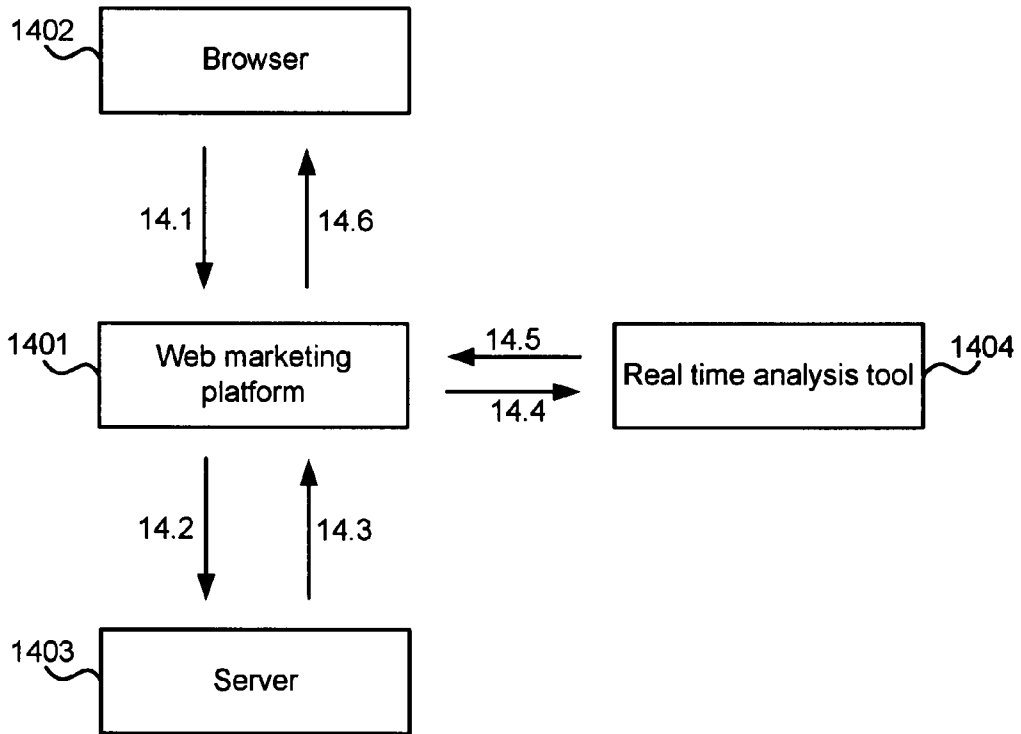 1402
Browser
14.1
14.6
1401
Web marketing
platform
14.5
14.4
Real time analysis tool
1404
14.2
14.3
1403
Server